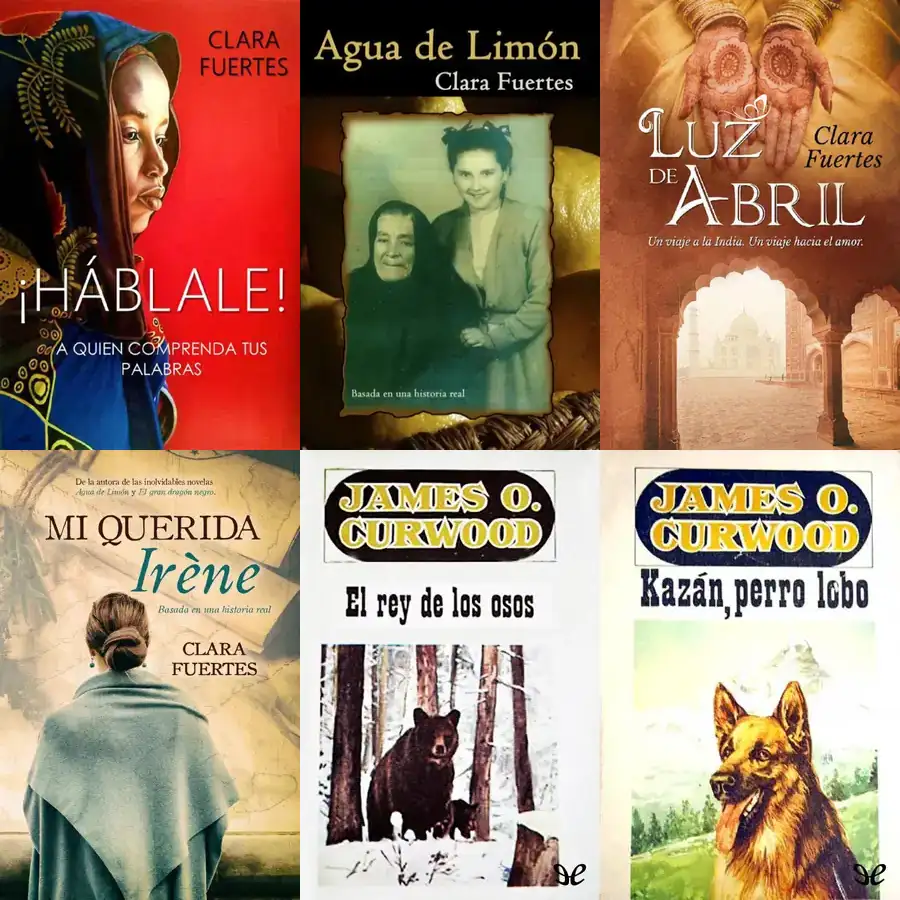 CLARA
FUERTES
¡HÁBLALE!
A QUIEN COMPRENDA TUS
PALABRAS
Agua de Limón
Clara Fuertes
Basada en una historia real
LUZ
DE ABRIL
Clara
Fuertes
Un viaje a la India. Un viaje hacia el amor.
De la autora de las inolvidables novelas
Agua de Limón y El gran dragón negro.
MI QUERIDA
Irène
Basada en una historia real
CLARA
FUERTES
JAMES O.
CURWOOD
El rey de los osos
JAMES O.
CURWOOD
Kazán, perro lobo